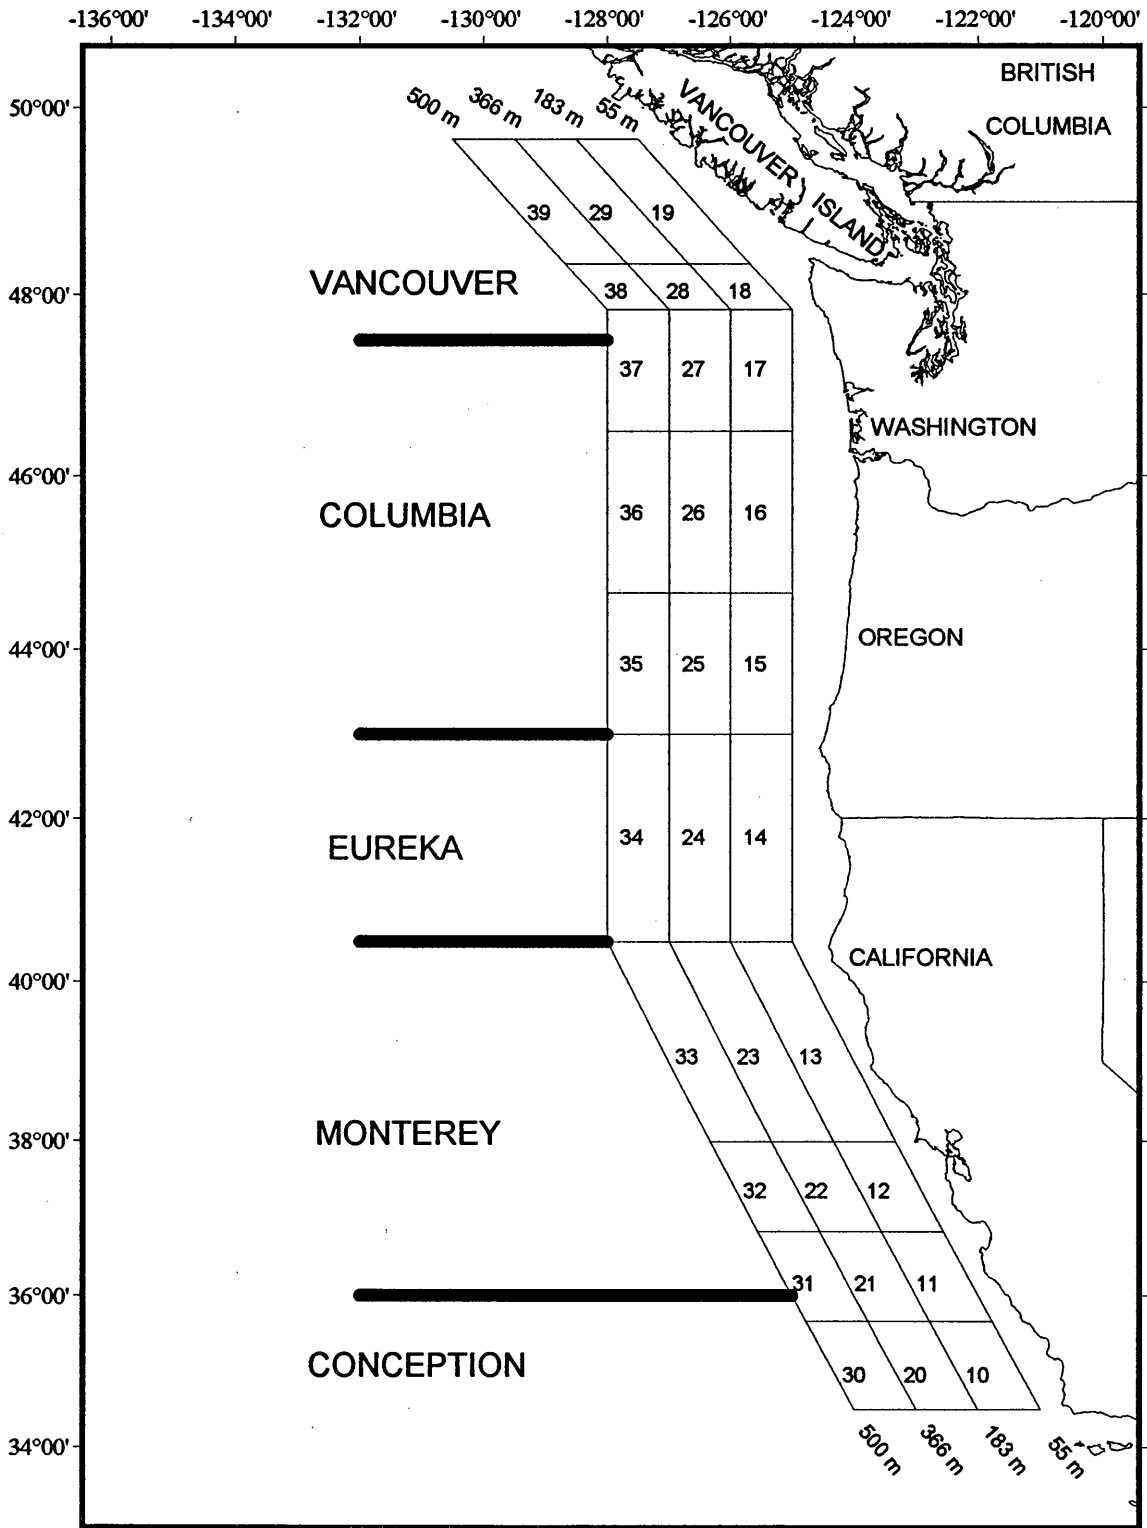 -136°00' -134°00' -132°00' -130°00' -128°00' -126°00' -124°00' -122°00' -120°00'
BRITISH
COLUMBIA
50°00'
500 m 366 m 183 m 55 m
VANCOUVER ISLAND
39 29 19
VANCOUVER
48°00'
38 28 18
37 27 17
WASHINGTON
46°00'
COLUMBIA
36 26 16
44°00'
35 25 15
OREGON
42°00'
EUREKA
34 24 14
40°00'
CALIFORNIA
33 23 13
38°00'
MONTEREY
32 22 12
36°00'
31 21 11
CONCEPTION
30 20 10
34°00'
500 m 366 m 183 m 55 m